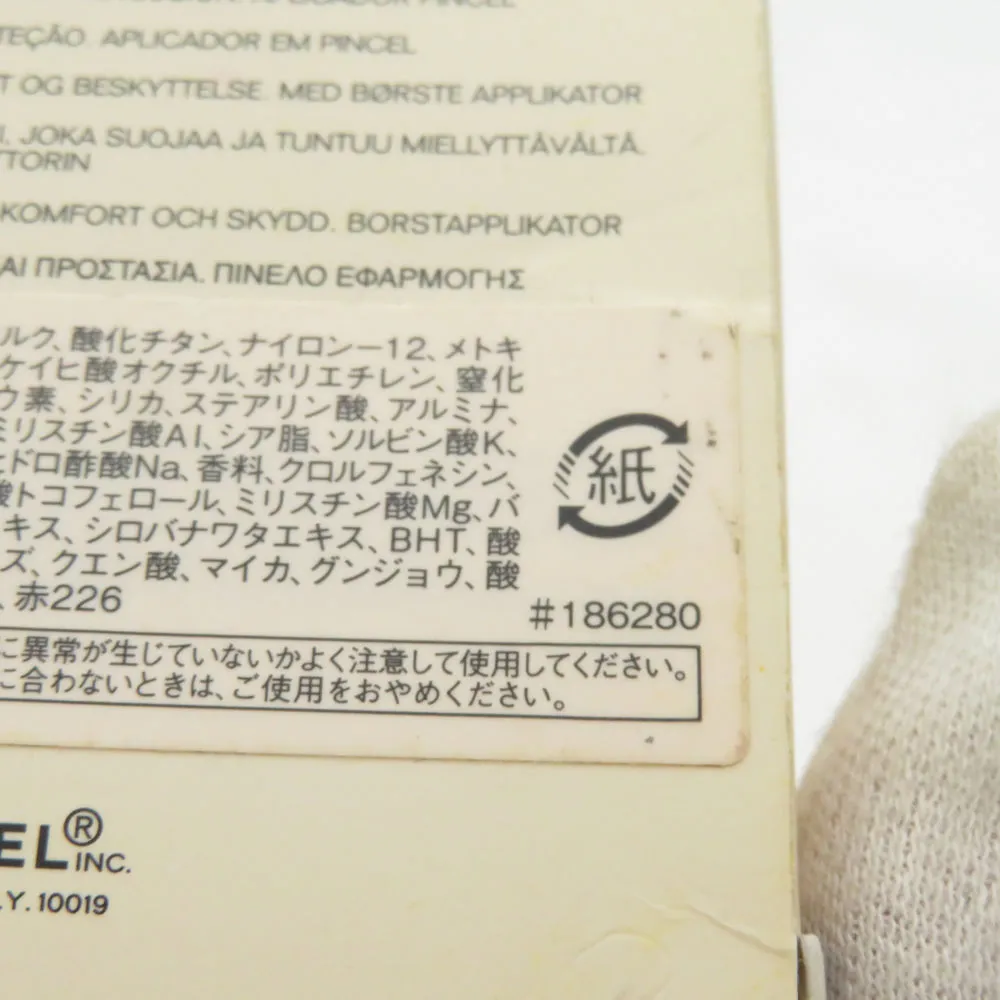 APLICADOR PINCEL
TEÇÃO. APLICADOR EM PINCEL
T OG BESKYTTELSE. MED BØRSTE APPLIKATOR
I, JOKA SUOJAA JA TUNTUU MIELLYTTÄVÄLTÄ.
TTORIN
KOMFORT OCH SKYDD. BORSTAPPLIKATOR
ΑΙ ΠΡΟΣΤΑΣΙΑ. ΠΙΝΕΛΟ ΕΦΑΡΜΟΓΗΣ
ルク、酸化チタン、ナイロンー12、メトキ
ケイヒ酸オクチル、ポリエチレン、窒化
ウ素、シリカ、ステアリン酸、アルミナ、
ミリスチン酸Al、シア脂、ソルビン酸K、
ヒドロ酢酸Na、香料、クロルフェネシン、
酸トコフェロール、ミリスチン酸Mg、バ
キス、シロバナワタエキス、BHT、酸
ズ、クエン酸、マイカ、グンジョウ、酸
、赤226
紙
#186280
に異常が生じていないかよく注意して使用してください。
に合わないときは、ご使用をおやめください。
EL® INC.
.Y. 10019